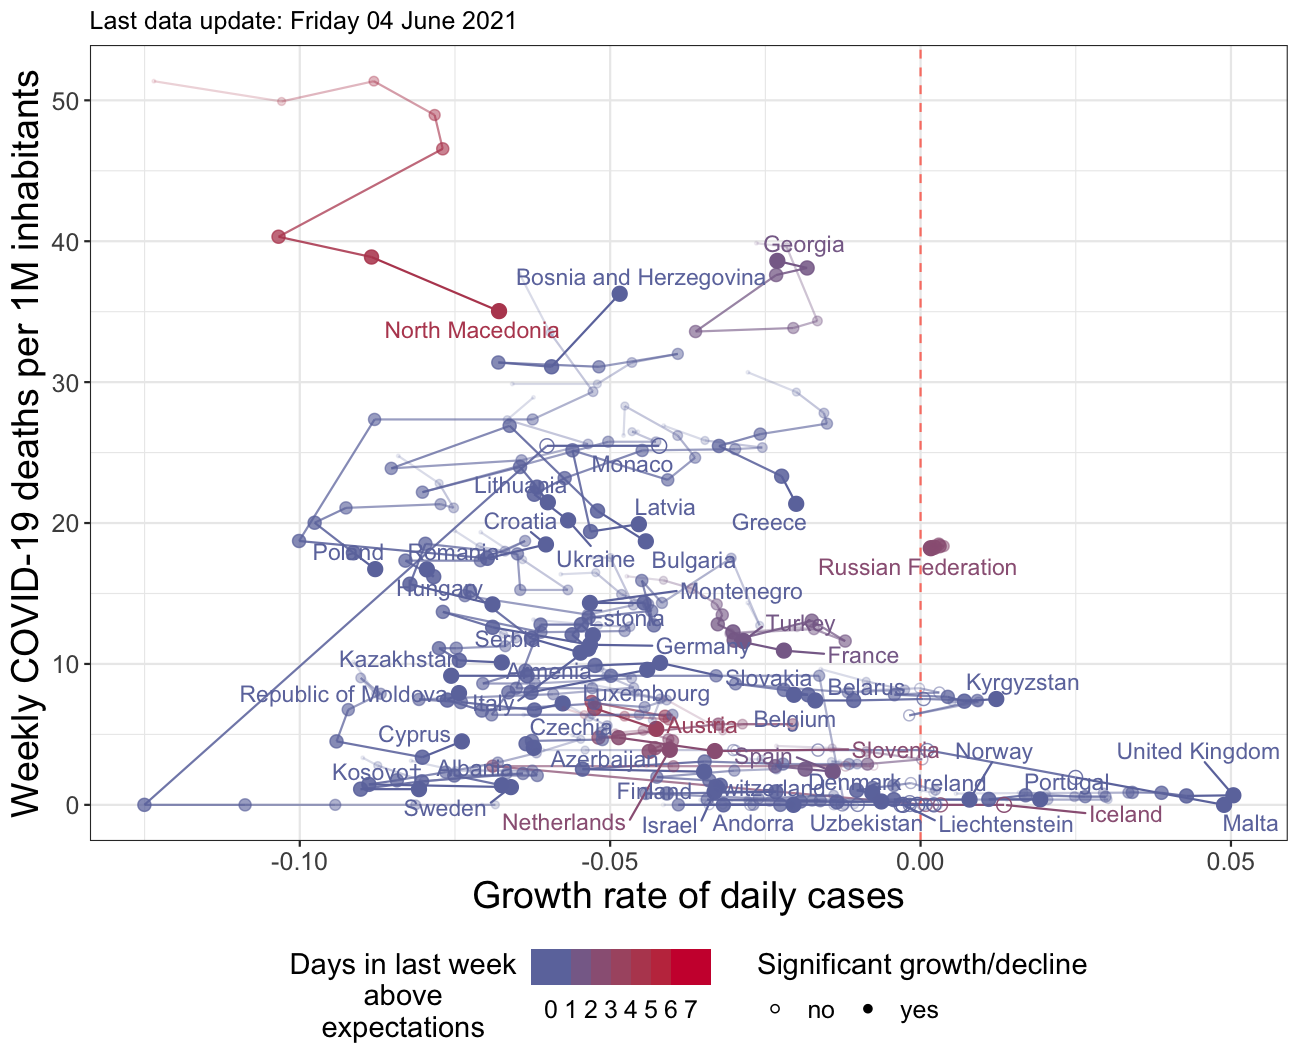 Last data update: Friday 04 June 2021
Weekly COVID-19 deaths per 1M inhabitants
50
40
30
20
10
0
Georgia
Bosnia and Herzegovina
North Macedonia
Monaco
Lithuania
Latvia
Greece
Croatia
Ukraine
Bulgaria
Poland
Romania
Russian Federation
Hungary
Montenegro
Estonia
Turkey
Serbia
Germany
France
Kazakhstan
Armenia
Slovakia
Belarus
Kyrgyzstan
Republic of Moldova
Italy
Luxembourg
Belgium
Austria
Czechia
Cyprus
Azerbaijan
Spain
Slovenia
Norway
United Kingdom
Kosovo†
Albania
Finland
Switzerland
Denmark
Ireland
Portugal
Sweden
Netherlands
Israel
Andorra
Uzbekistan
Liechtenstein
Iceland
Malta
-0.10
-0.05
0.00
0.05
Growth rate of daily cases
Days in last week
above
expectations
0 1 2 3 4 5 6 7
Significant growth/decline
no
yes